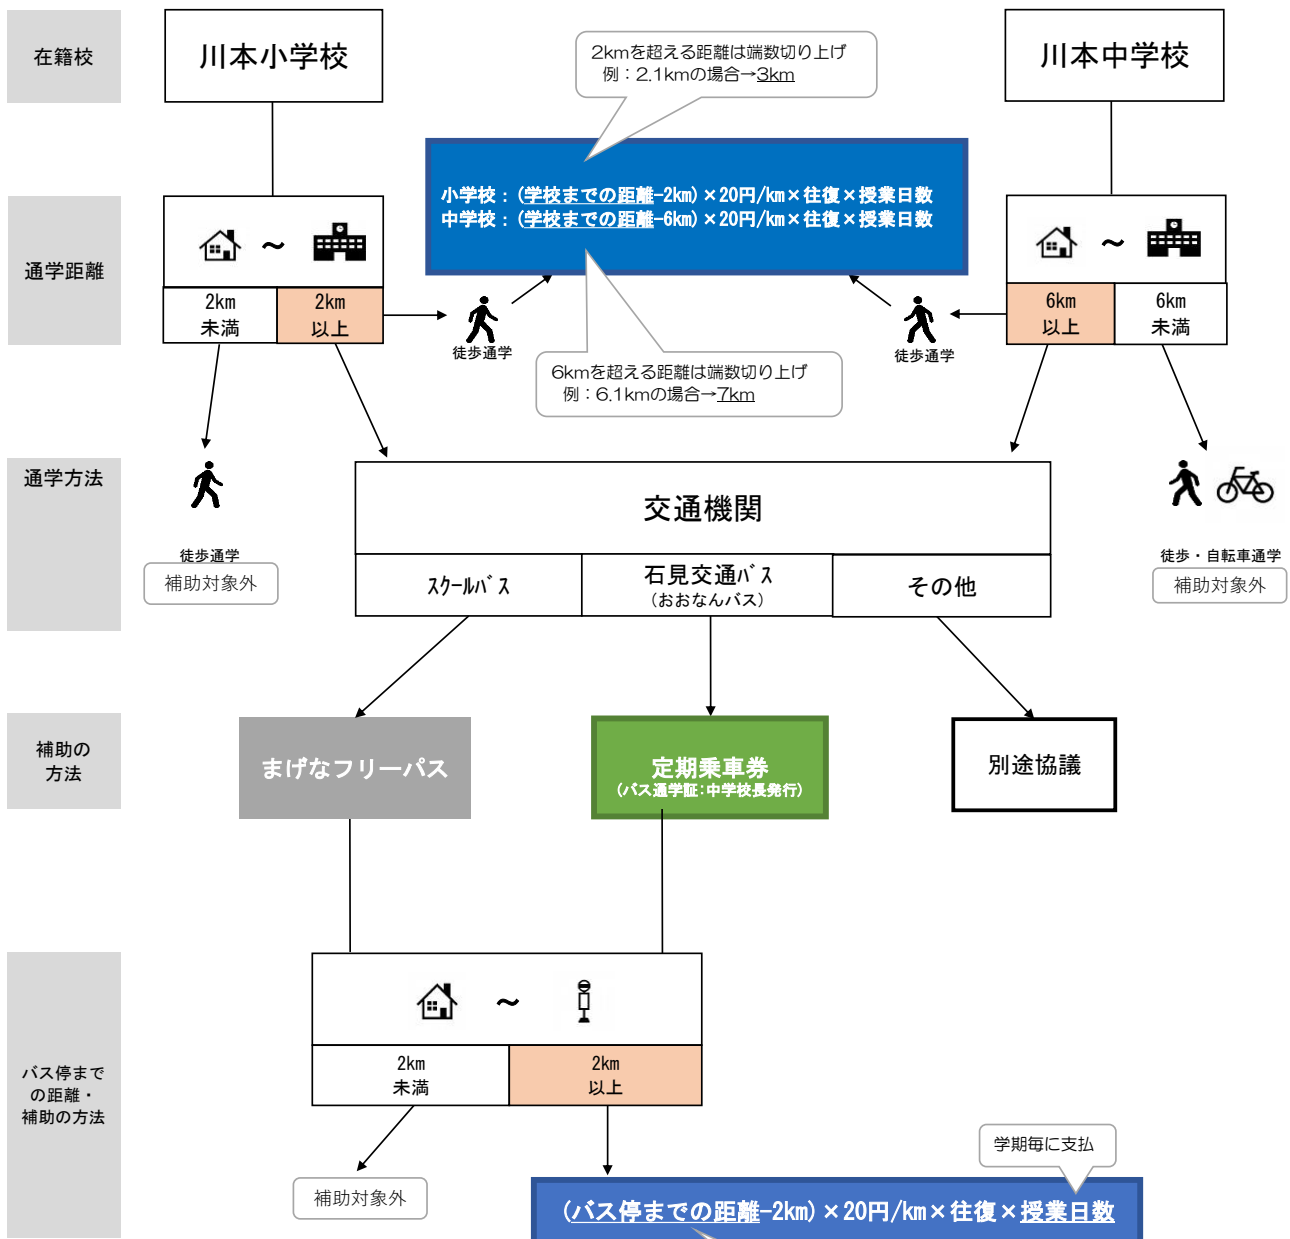 在籍校
川本小学校
川本中学校
2kmを超える距離は端数切り上げ
例：2.1kmの場合→3km
小学校：(学校までの距離-2km)×20円/km×往復×授業日数
中学校：(学校までの距離-6km)×20円/km×往復×授業日数
通学距離
～
～
2km
未満
2km
以上
6km
以上
6km
未満
徒歩通学
徒歩通学
6kmを超える距離は端数切り上げ
例：6.1kmの場合→7km
通学方法
交通機関
スクールバス
石見交通バス
（おおなんバス）
その他
徒歩通学
補助対象外
徒歩・自転車通学
補助対象外
補助の
方法
まげなフリーパス
定期乗車券
(バス通学証:中学校長発行)
別途協議
バス停まで
の距離・
補助の方法
～
2km
未満
2km
以上
学期毎に支払
補助対象外
(バス停までの距離-2km)×20円/km×往復×授業日数